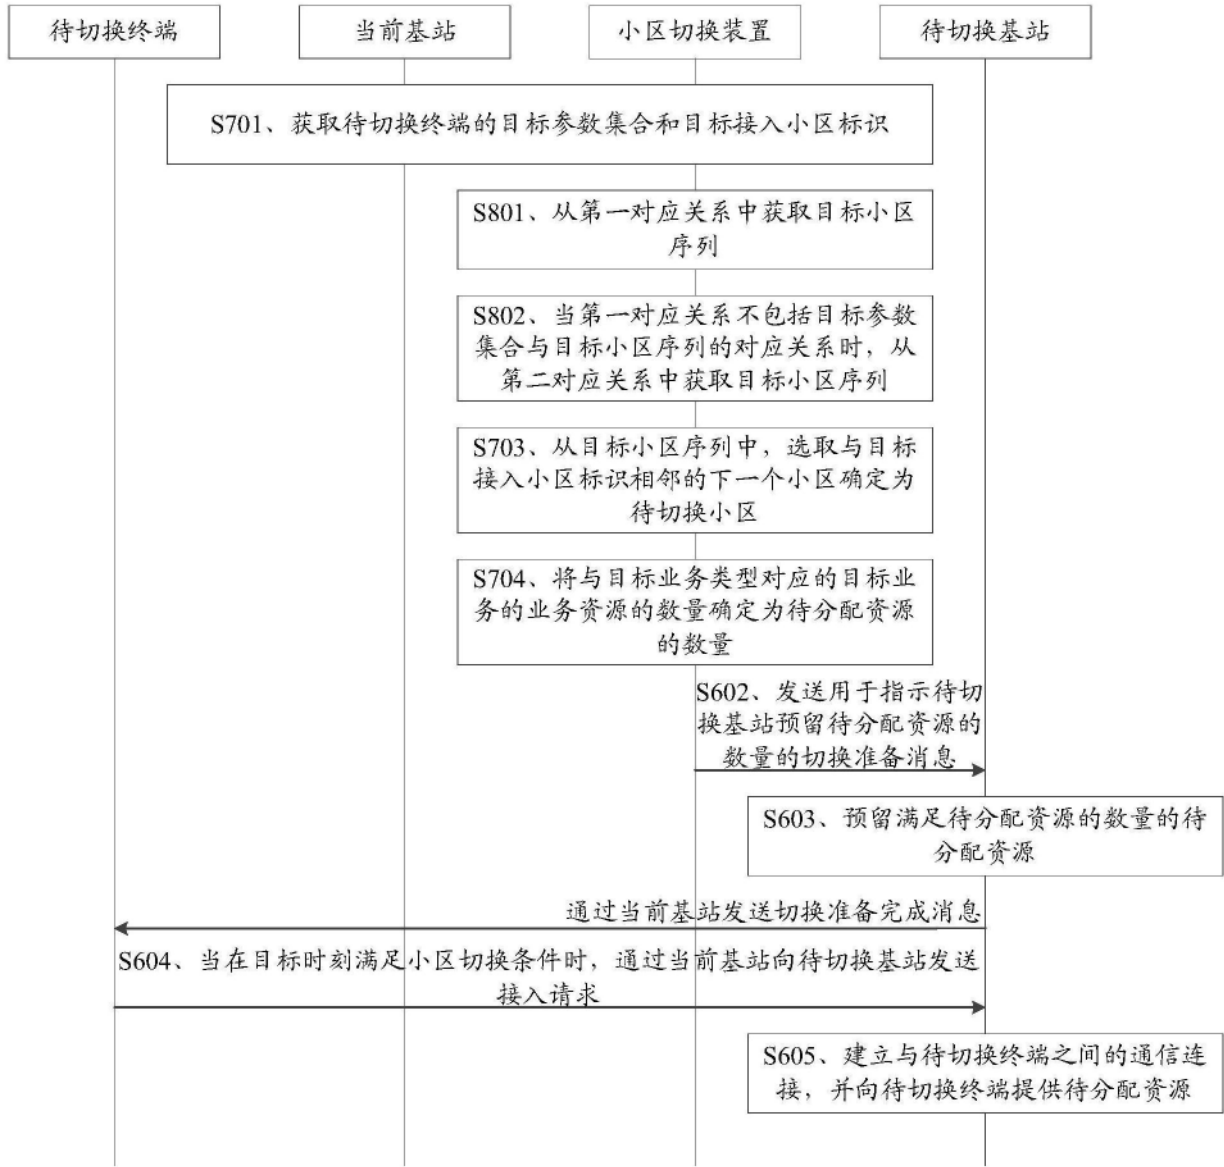 待切换终端
当前基站
小区切换装置
待切换基站
S701、获取待切换终端的目标参数集合和目标接入小区标识
S801、从第一对应关系中获取目标小区
序列
S802、当第一对应关系不包括目标参数
集合与目标小区序列的对应关系时，从
第二对应关系中获取目标小区序列
S703、从目标小区序列中，选取与目标
接入小区标识相邻的下一个小区确定为
待切换小区
S704、将与目标业务类型对应的目标业
务的业务资源的数量确定为待分配资源
的数量
S602、发送用于指示待切
换基站预留待分配资源的
数量的切换准备消息
S603、预留满足待分配资源的数量的待
分配资源
通过当前基站发送切换准备完成消息
S604、当在目标时刻满足小区切换条件时，通过当前基站向待切换基站发送
接入请求
S605、建立与待切换终端之间的通信连
接，并向待切换终端提供待分配资源